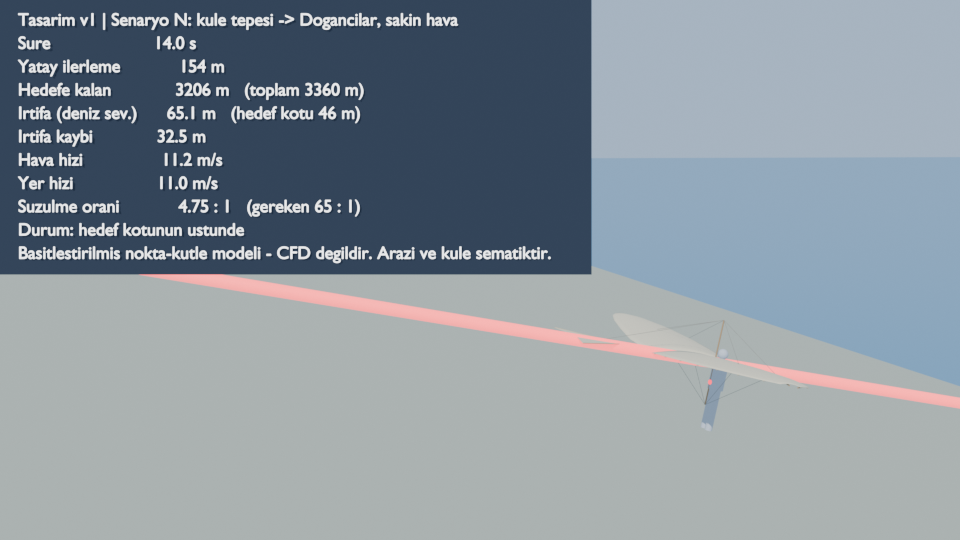 Tasarim v1 | Senaryo N: kule tepesi -> Dogancilar, sakin hava
Sure 14.0 s
Yatay ilerleme 154 m
Hedefe kalan 3206 m (toplam 3360 m)
Irtifa (deniz sev.) 65.1 m (hedef kotu 46 m)
Irtifa kaybi 32.5 m
Hava hizi 11.2 m/s
Yer hizi 11.0 m/s
Suzulme orani 4.75 : 1 (gereken 65 : 1)
Durum: hedef kotunun ustunde
Basitlestirilmis nokta-kutle modeli - CFD degildir. Arazi ve kule sematiktir.